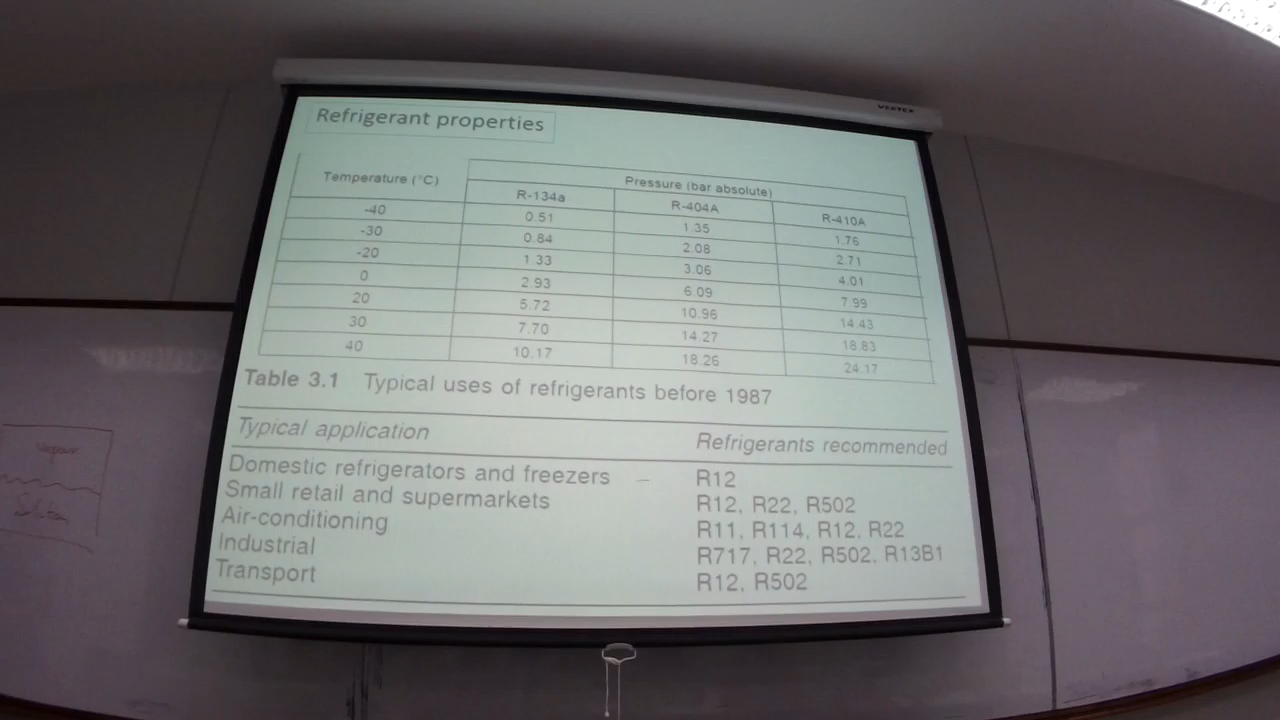 VERTEX
Refrigerant properties
Temperature (°C) Pressure (bar absolute)
R-134a R-404A R-410A
-40 0.51 1.35 1.76
-30 0.84 2.08 2.71
-20 1.33 3.06 4.01
0 2.93 6.09 7.99
20 5.72 10.96 14.43
30 7.70 14.27 18.83
40 10.17 18.26 24.17
Table 3.1 Typical uses of refrigerants before 1987
Typical application Refrigerants recommended
Domestic refrigerators and freezers – R12
Small retail and supermarkets R12, R22, R502
Air-conditioning R11, R114, R12, R22
Industrial R717, R22, R502, R13B1
Transport R12, R502
Vapour
Solution